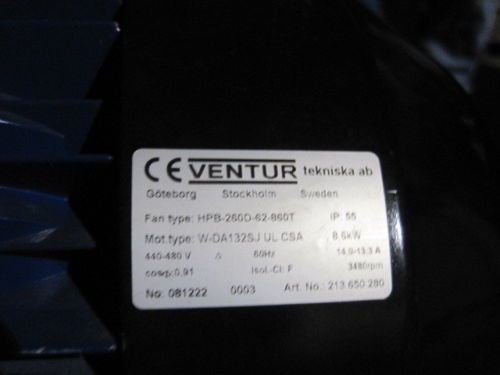 CE VENTUR tekniska ab
Göteborg Stockholm Sweden
Fan type: HPB-260D-62-860T IP 55
Mot.type: W-DA132SJ UL CSA , 8.6kW
440-480 V △ 60Hz 14.0-13.3 A
cosφ:0.91 Isol.-Cl: F 3480rpm
No: 081222 0003 Art. No.: 213 650 280